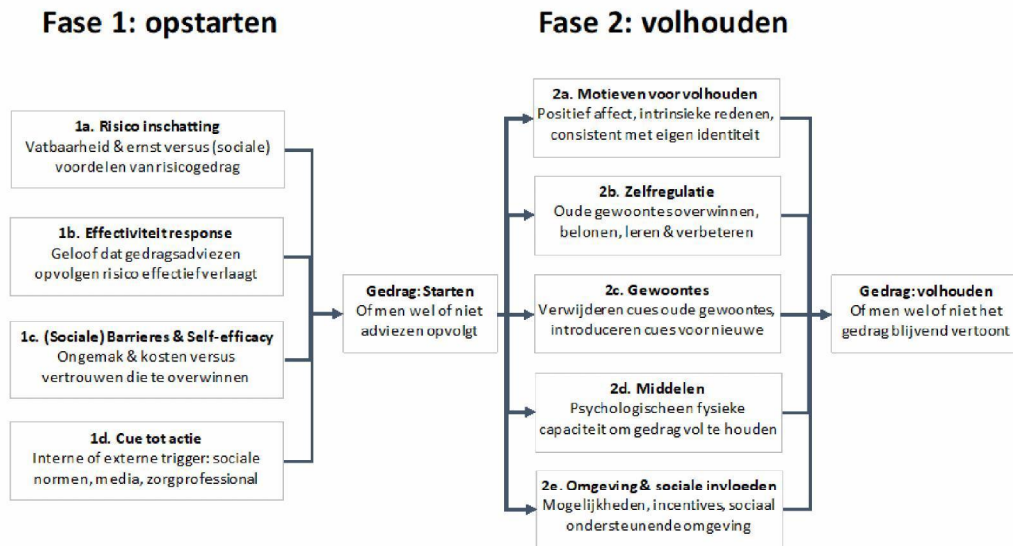 Fase 1: opstarten
1a. Risico inschatting
Vatbaarheid & ernst versus (sociale)
voordelen van risicogedrag
1b. Effectiviteit response
Geloof dat gedragsadviezen
opvolgen risico effectief verlaagt
1c. (Sociale) Barrieres & Self-efficacy
Ongemak & kosten versus
vertrouwen die te overwinnen
1d. Cue tot actie
Interne of externe trigger: sociale
normen, media, zorgprofessional
Gedrag: Starten
Of men wel of niet
adviezen opvolgt
Fase 2: volhouden
2a. Motieven voor volhouden
Positief affect, intrinsieke redenen,
consistent met eigen identiteit
2b. Zelfregulatie
Oude gewoontes overwinnen,
belonen, leren & verbeteren
2c. Gewoontes
Verwijderen cues oude gewoontes,
introduceren cues voor nieuwe
2d. Middelen
Psychologische en fysieke
capaciteit om gedrag vol te houden
2e. Omgeving & sociale invloeden
Mogelijkheden, incentives, sociaal
ondersteunende omgeving
Gedrag: volhouden
Of men wel of niet het
gedrag blijvend vertoont